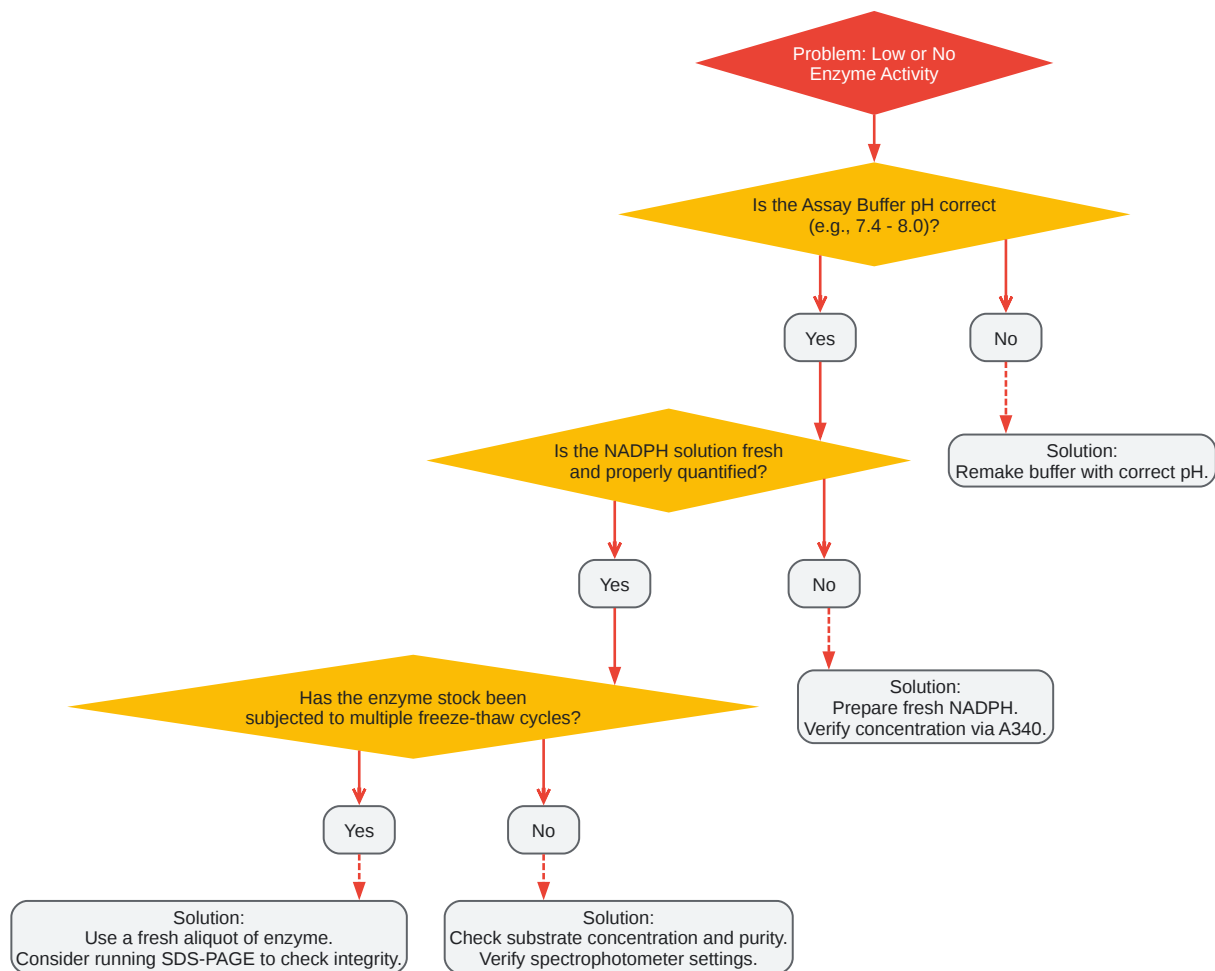 Problem: Low or No
Enzyme Activity
Is the Assay Buffer pH correct
(e.g., 7.4 - 8.0)?
Yes
No
Is the NADPH solution fresh
and properly quantified?
Solution:
Remake buffer with correct pH.
Yes
No
Has the enzyme stock been
subjected to multiple freeze-thaw cycles?
Solution:
Prepare fresh NADPH.
Verify concentration via A340.
Yes
No
Solution:
Use a fresh aliquot of enzyme.
Consider running SDS-PAGE to check integrity.
Solution:
Check substrate concentration and purity.
Verify spectrophotometer settings.